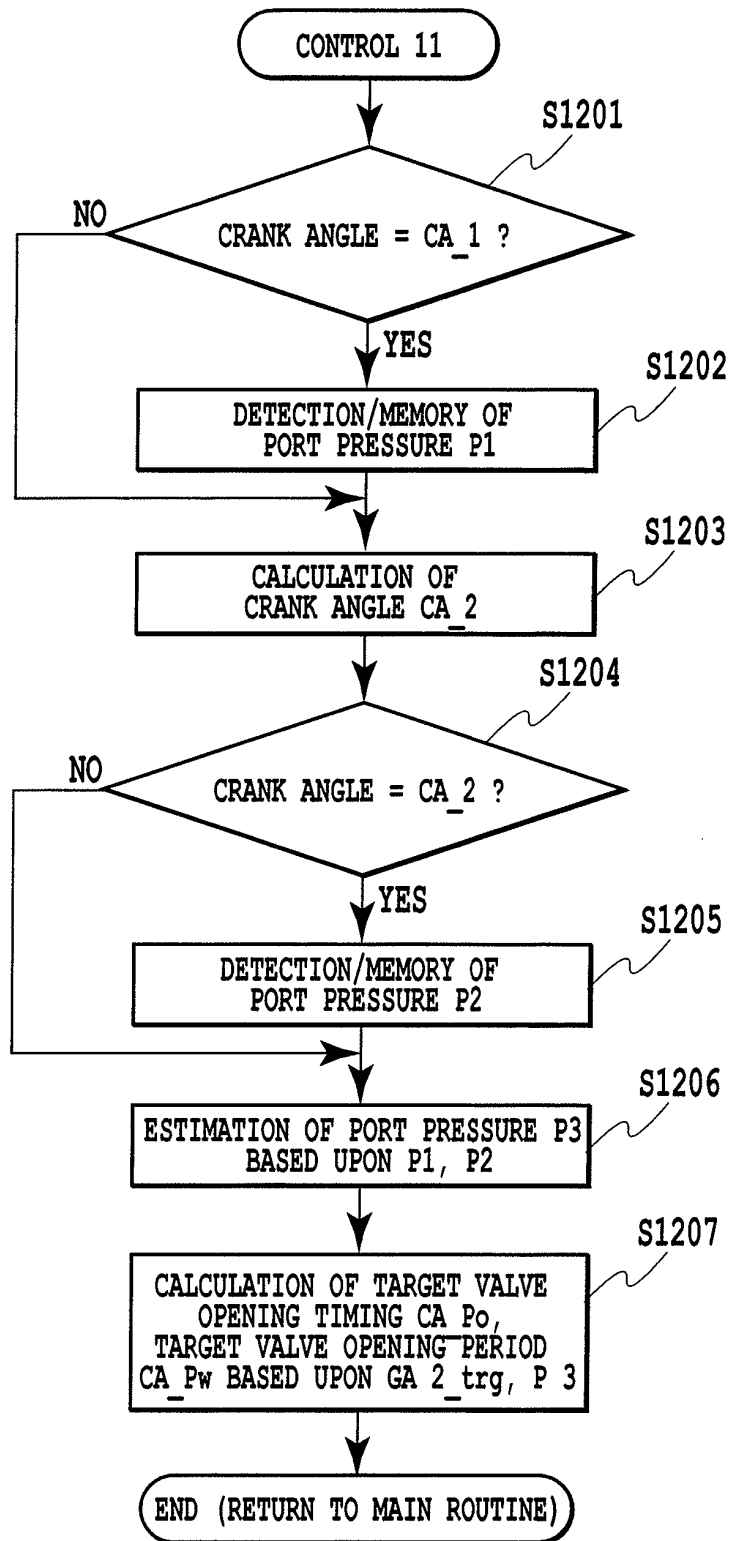 CONTROL 11
S1201
NO
CRANK ANGLE = CA_1 ?
YES
S1202
DETECTION/MEMORY OF
PORT PRESSURE P1
S1203
CALCULATION OF
CRANK ANGLE CA_2
S1204
NO
CRANK ANGLE = CA_2 ?
YES
S1205
DETECTION/MEMORY OF
PORT PRESSURE P2
S1206
ESTIMATION OF PORT PRESSURE P3
BASED UPON P1, P2
S1207
CALCULATION OF TARGET VALVE
OPENING TIMING CA_Po,
TARGET VALVE OPENING PERIOD
CA_Pw BASED UPON GA 2_trg, P 3
END (RETURN TO MAIN ROUTINE)